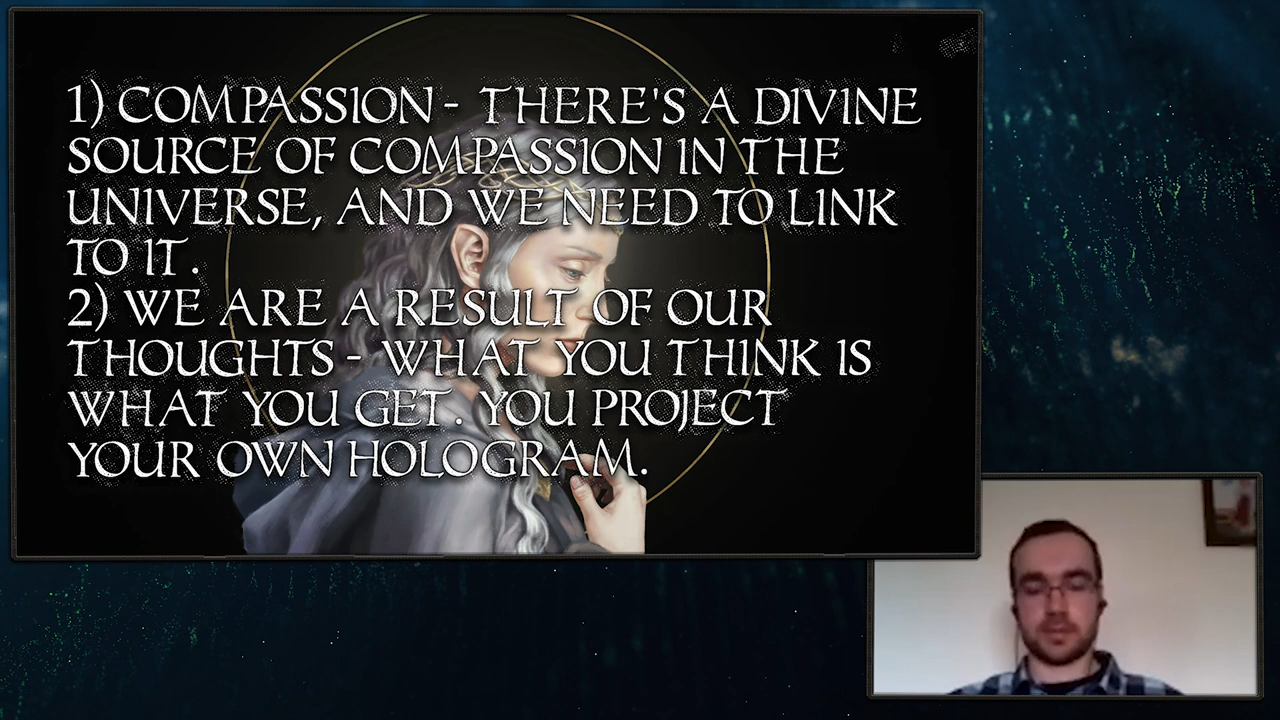 1) COMPASSION - THERE'S A DIVINE
SOURCE OF COMPASSION IN THE
UNIVERSE, AND WE NEED TO LINK
TO IT.
2) WE ARE A RESULT OF OUR
THOUGHTS - WHAT YOU THINK IS
WHAT YOU GET. YOU PROJECT
YOUR OWN HOLOGRAM.